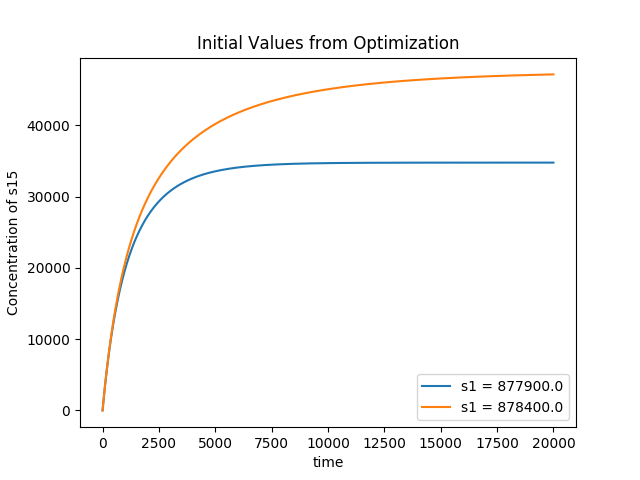 Initial Values from Optimization
Concentration of s15
40000
30000
20000
10000
0
s1 = 877900.0
s1 = 878400.0
0 2500 5000 7500 10000 12500 15000 17500 20000
time